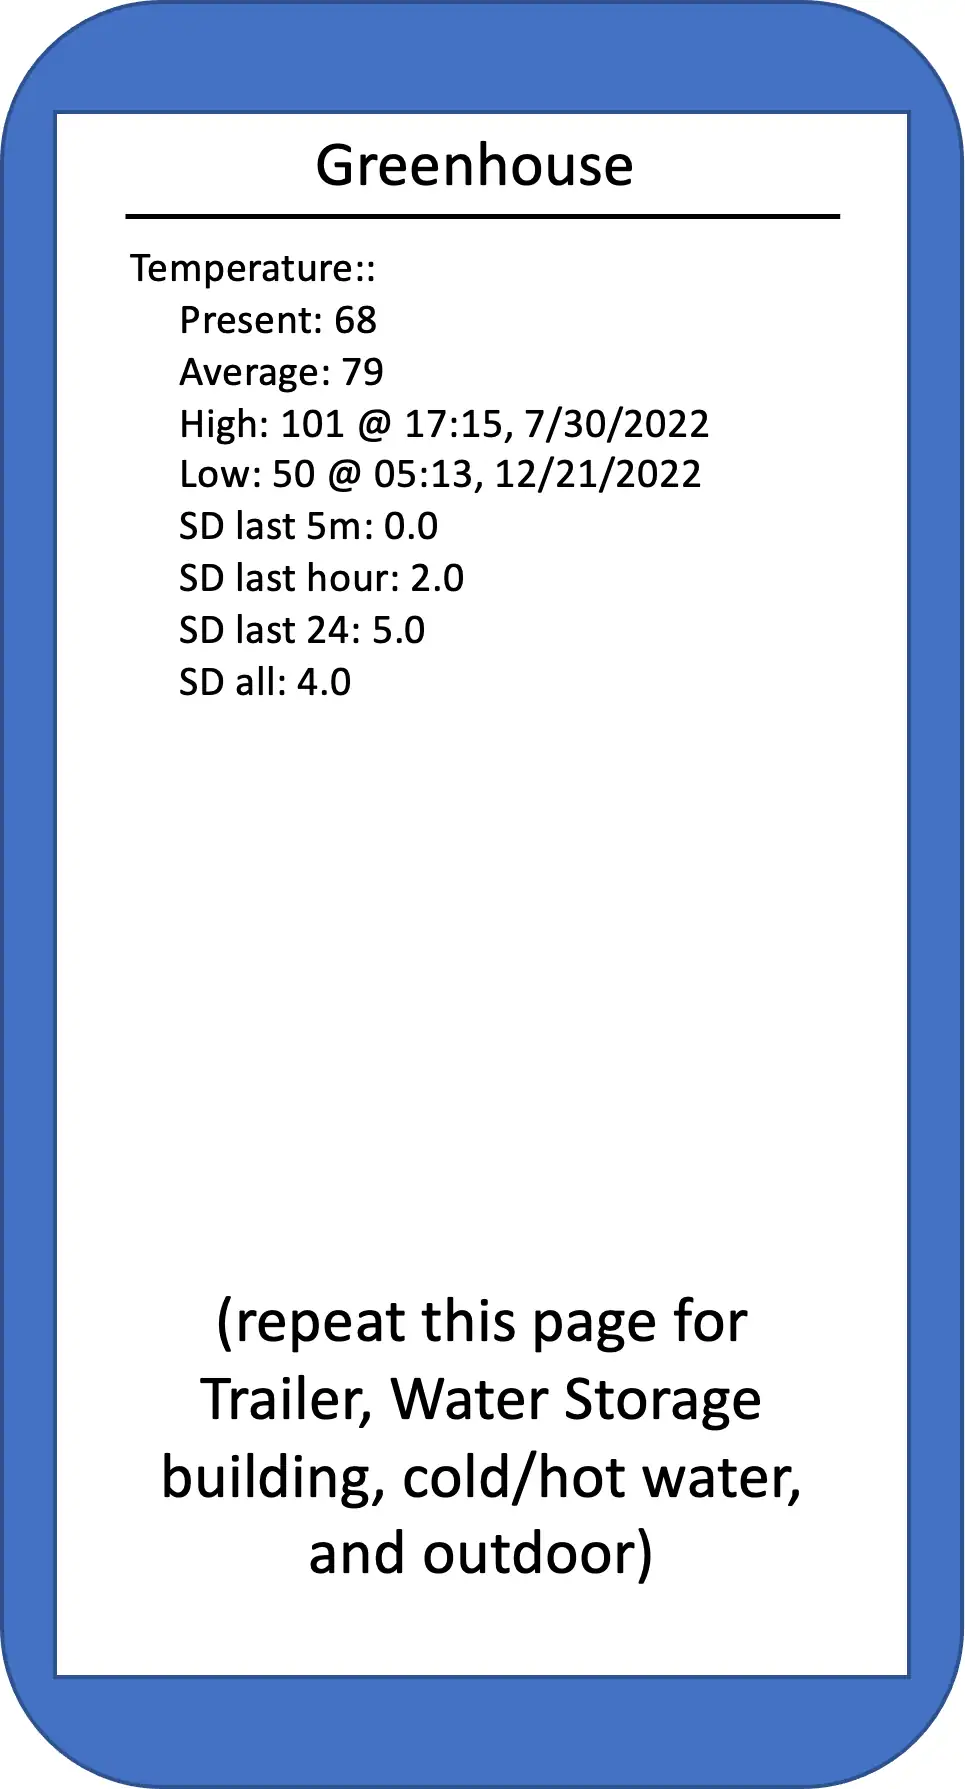 Greenhouse
Temperature::
Present: 68
Average: 79
High: 101 @ 17:15, 7/30/2022
Low: 50 @ 05:13, 12/21/2022
SD last 5m: 0.0
SD last hour: 2.0
SD last 24: 5.0
SD all: 4.0
(repeat this page for
Trailer, Water Storage
building, cold/hot water,
and outdoor)